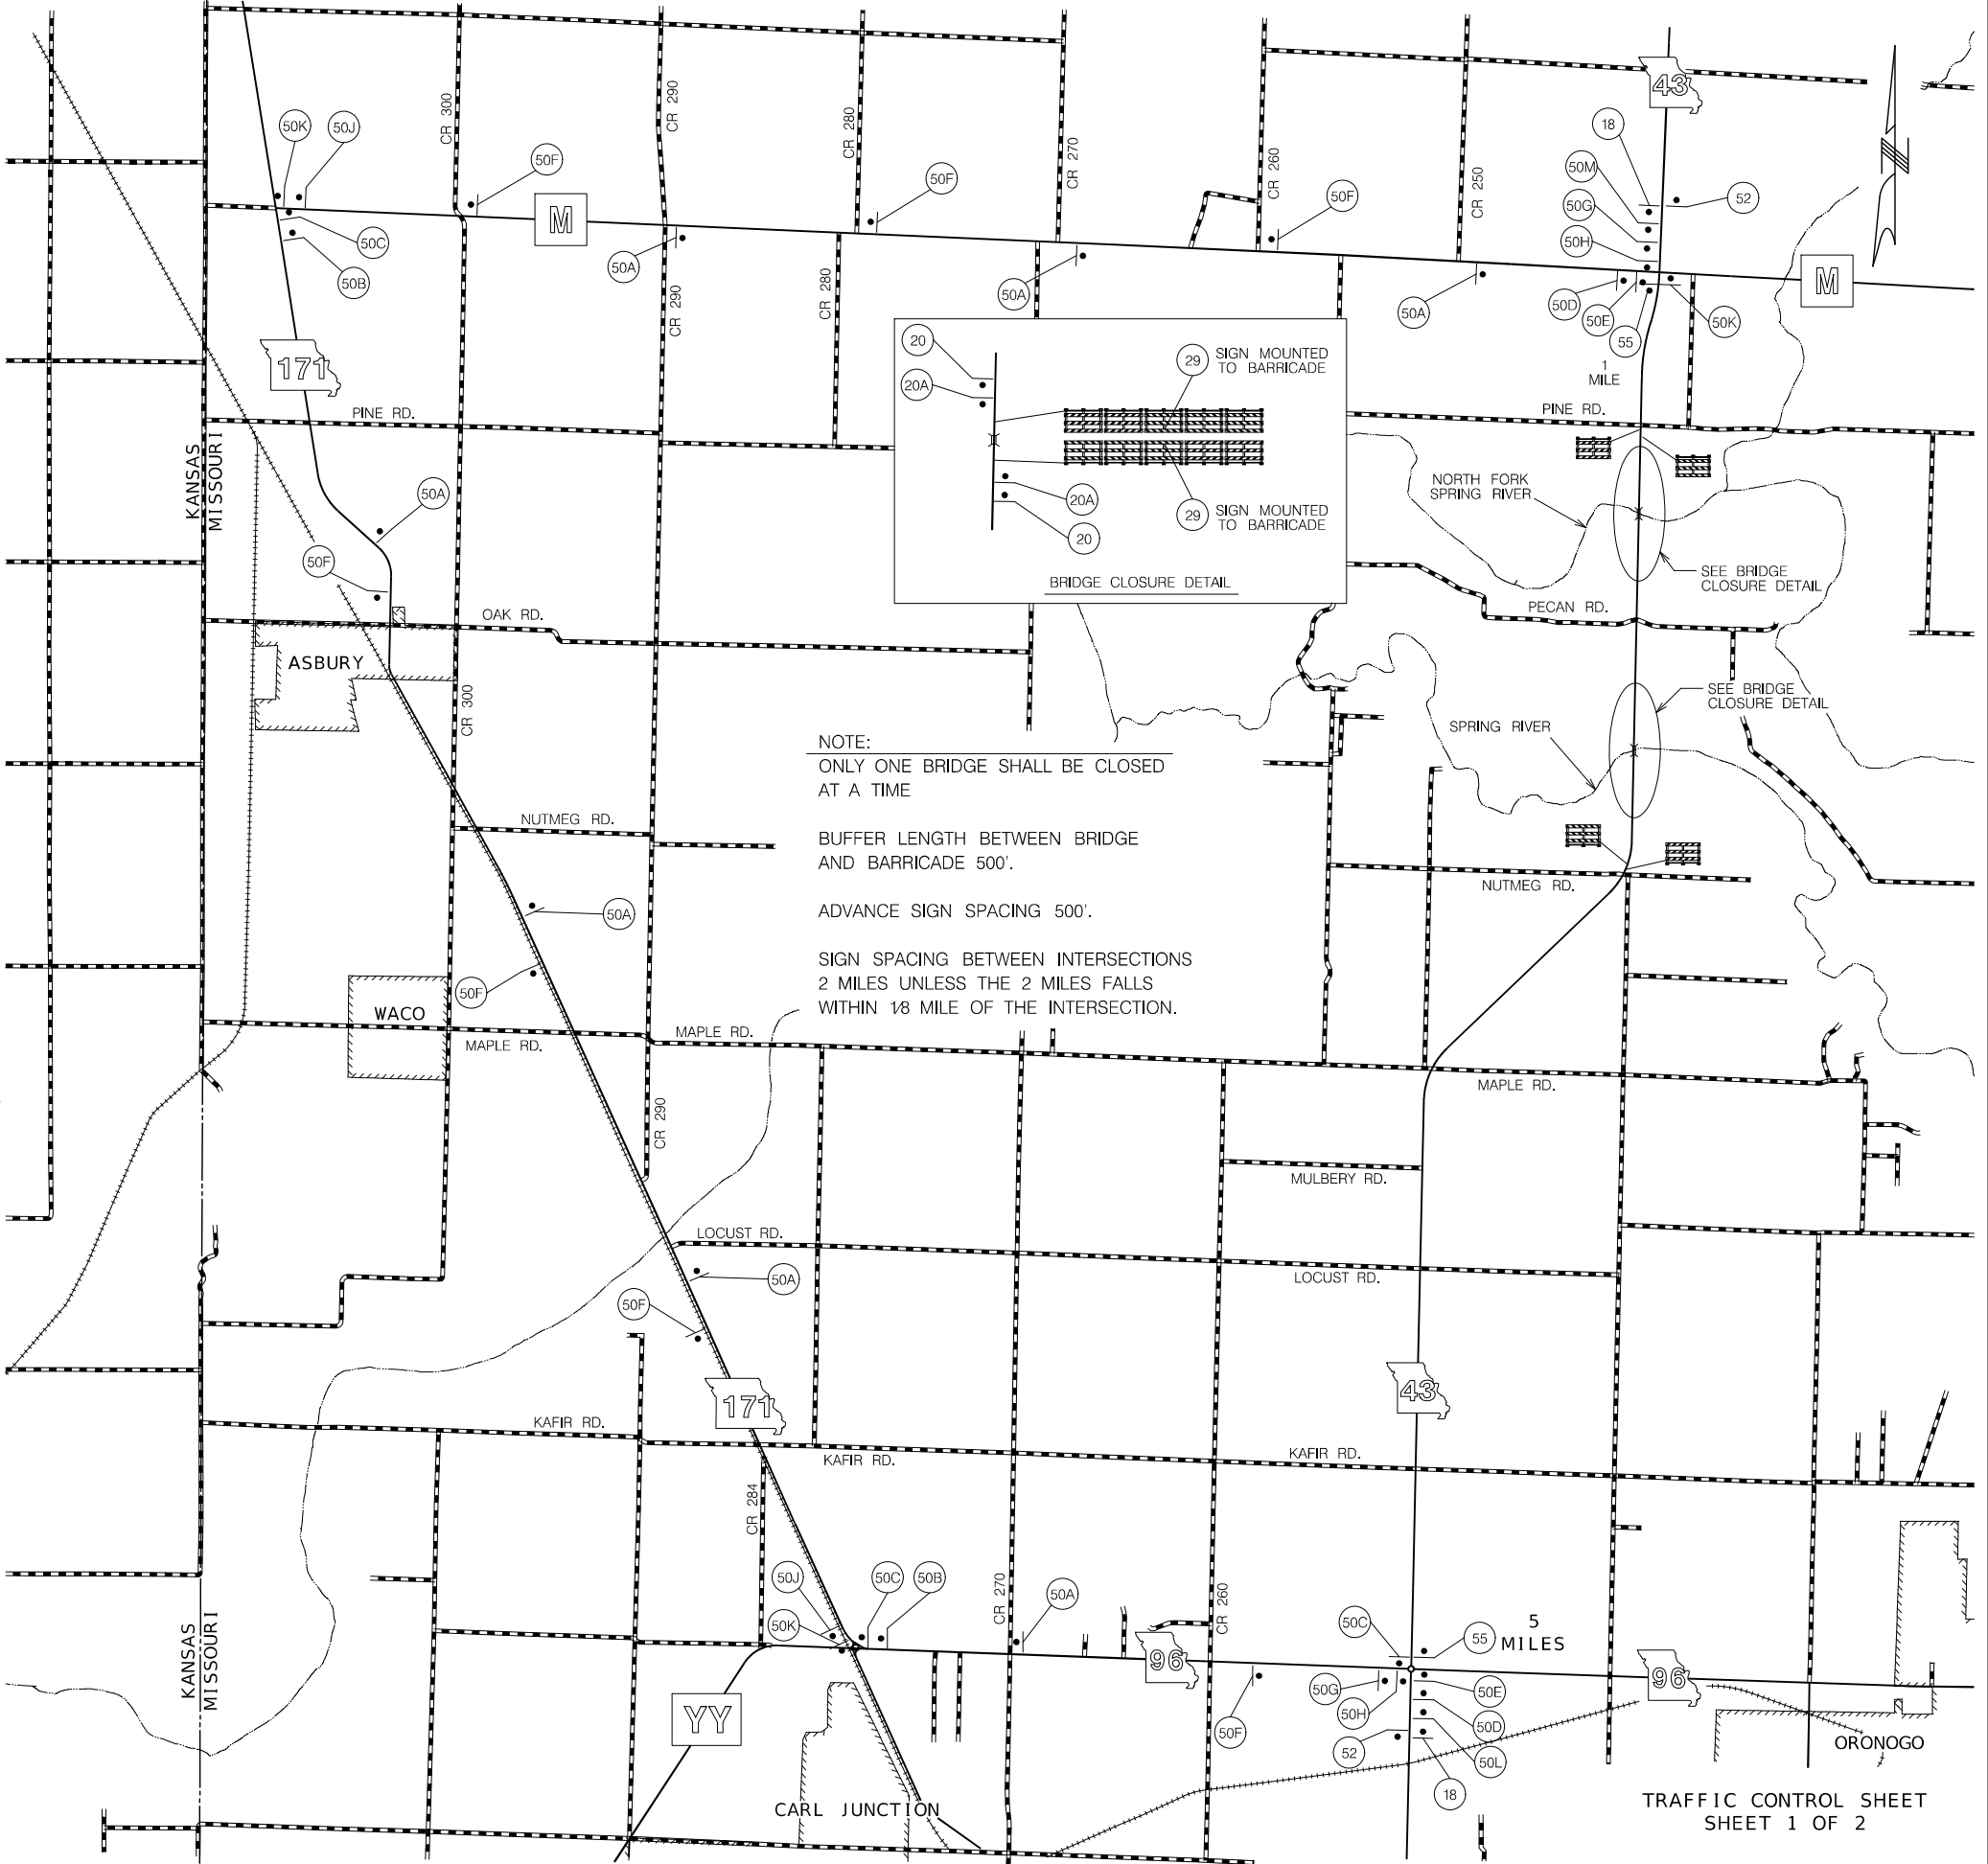 43
CR 300
CR 290
CR 280
CR 270
CR 260
CR 250
N
50K
50J
50F
50F
50F
18
50M
50G
50H
52
M
50C
50B
50A
CR 290
CR 280
50A
50A
50D
50E
55
50K
M
1
MILE
171
KANSAS
MISSOURI
PINE RD.
PINE RD.
20
20A
29
SIGN MOUNTED
TO BARRICADE
20A
20
29
SIGN MOUNTED
TO BARRICADE
BRIDGE CLOSURE DETAIL
50A
50F
NORTH FORK
SPRING RIVER
SEE BRIDGE
CLOSURE DETAIL
PECAN RD.
OAK RD.
ASBURY
CR 300
SEE BRIDGE
CLOSURE DETAIL
SPRING RIVER
NOTE:
ONLY ONE BRIDGE SHALL BE CLOSED
AT A TIME
BUFFER LENGTH BETWEEN BRIDGE
AND BARRICADE 500'.
ADVANCE SIGN SPACING 500'.
SIGN SPACING BETWEEN INTERSECTIONS
2 MILES UNLESS THE 2 MILES FALLS
WITHIN 1/8 MILE OF THE INTERSECTION.
NUTMEG RD.
NUTMEG RD.
50A
50F
WACO
MAPLE RD.
MAPLE RD.
MAPLE RD.
CR 290
MULBERY RD.
LOCUST RD.
LOCUST RD.
50A
50F
171
43
KAFIR RD.
KAFIR RD.
KAFIR RD.
CR 284
CR 270
CR 260
50J
50K
50C
50B
50A
50C
55
5
MILES
96
96
50G
50H
50E
50D
50F
52
50L
18
KANSAS
MISSOURI
YY
CARL JUNCTION
ORONOGO
TRAFFIC CONTROL SHEET
SHEET 1 OF 2